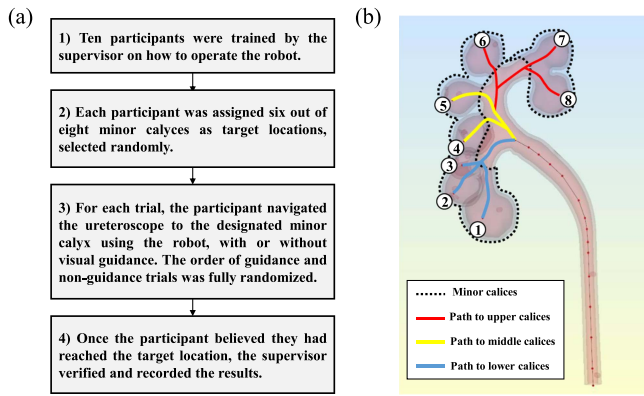 (a)
1) Ten participants were trained by the
supervisor on how to operate the robot.
2) Each participant was assigned six out of
eight minor calyces as target locations,
selected randomly.
3) For each trial, the participant navigated
the ureteroscope to the designated minor
calyx using the robot, with or without
visual guidance. The order of guidance and
non-guidance trials was fully randomized.
4) Once the participant believed they had
reached the target location, the supervisor
verified and recorded the results.
(b)
6
7
5
8
4
3
2
1
Minor calices
Path to upper calices
Path to middle calices
Path to lower calices